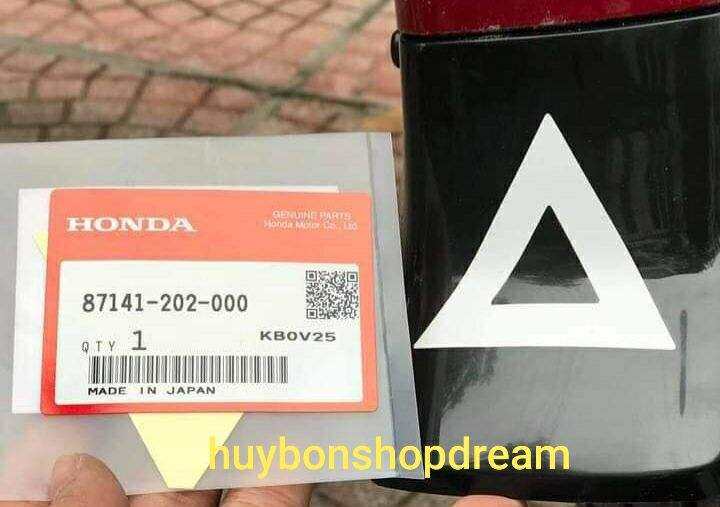 HONDA
GENUINE PARTS
Honda Motor Co., Ltd.
87141-202-000
QTY 1
KB0V25
MADE IN JAPAN
huybonshopdream